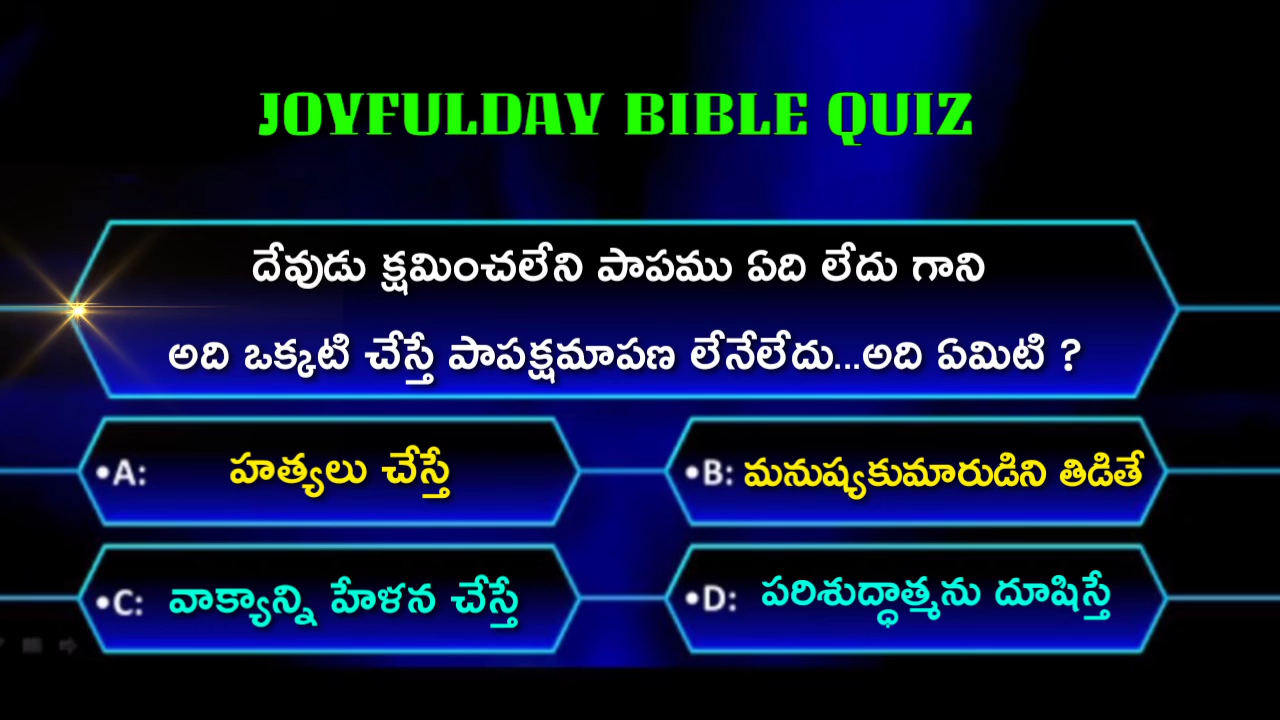 JOYFULDAY BIBLE QUIZ
దేవుడు క్షమించలేని పాపము ఏది లేదు గాని
అది ఒక్కటి చేస్తే పాపక్షమాపణ లేనేలేదు...అది ఏమిటి ?
•A: హత్యలు చేస్తే
•B: మనుష్యకుమారుడిని తిడితే
•C: వాక్యాన్ని హేళన చేస్తే
•D: పరిశుద్ధాత్మను దూషిస్తే